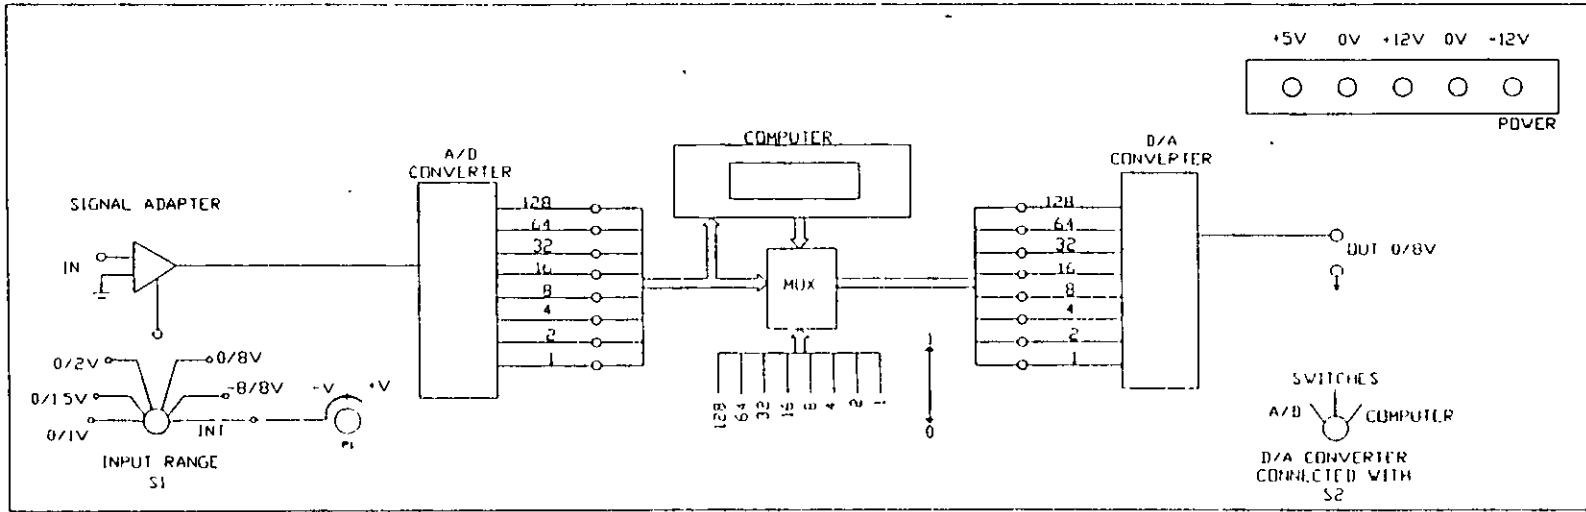 +5V 0V +12V 0V -12V
POWER
COMPUTER
A/D
CONVERTER
D/A
CONVERTER
SIGNAL ADAPTER
IN
128
64
32
16
8
4
2
1
MUX
128
64
32
16
8
4
2
1
OUT 0/8V
0/2V
0/8V
0/15V
-8/8V
0/1V
INT
-V
+V
P1
INPUT RANGE
S1
128
64
32
16
8
4
2
1
1
0
SWITCHES
A/D
COMPUTER
D/A CONVERTER
CONNECTED WITH
S2